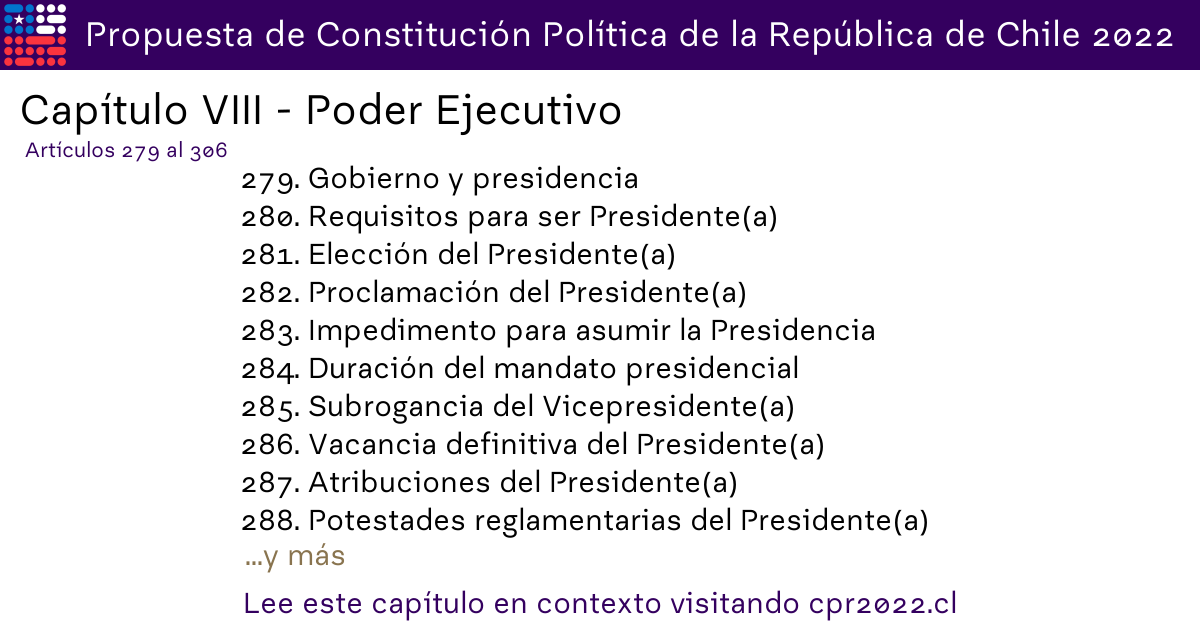 Propuesta de Constitución Política de la República de Chile 2022
Capítulo VIII - Poder Ejecutivo
Artículos 279 al 306
279. Gobierno y presidencia
280. Requisitos para ser Presidente(a)
281. Elección del Presidente(a)
282. Proclamación del Presidente(a)
283. Impedimento para asumir la Presidencia
284. Duración del mandato presidencial
285. Subrogancia del Vicepresidente(a)
286. Vacancia definitiva del Presidente(a)
287. Atribuciones del Presidente(a)
288. Potestades reglamentarias del Presidente(a)
...y más
Lee este capítulo en contexto visitando cpr2022.cl